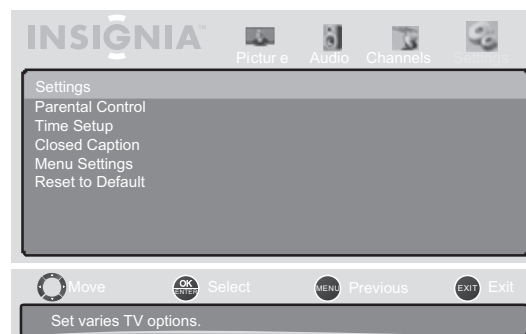 INSIGNIA™
Pictur e Audio Channels Settings
Settings
Parental Control
Time Setup
Closed Caption
Menu Settings
Reset to Default
Move OK ENTER Select MENU Previous EXIT Exit
Set varies TV options.